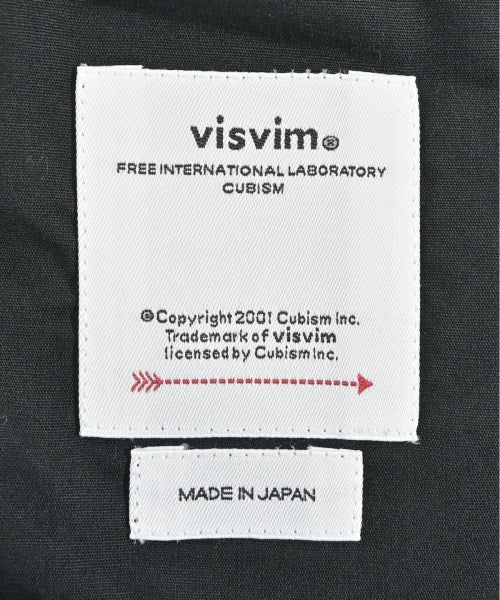 visvim®
FREE INTERNATIONAL LABORATORY
CUBISM
©Copyright 2001 Cubism Inc.
Trademark of visvim
licensed by Cubism Inc.
MADE IN JAPAN